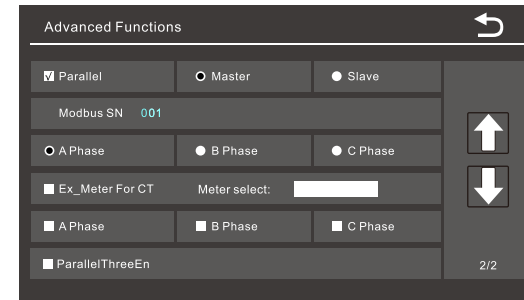 Advanced Functions
Parallel Master Slave
Modbus SN 001
A Phase B Phase C Phase
Ex_Meter For CT Meter select:
A Phase B Phase C Phase
ParallelThreeEn
2/2